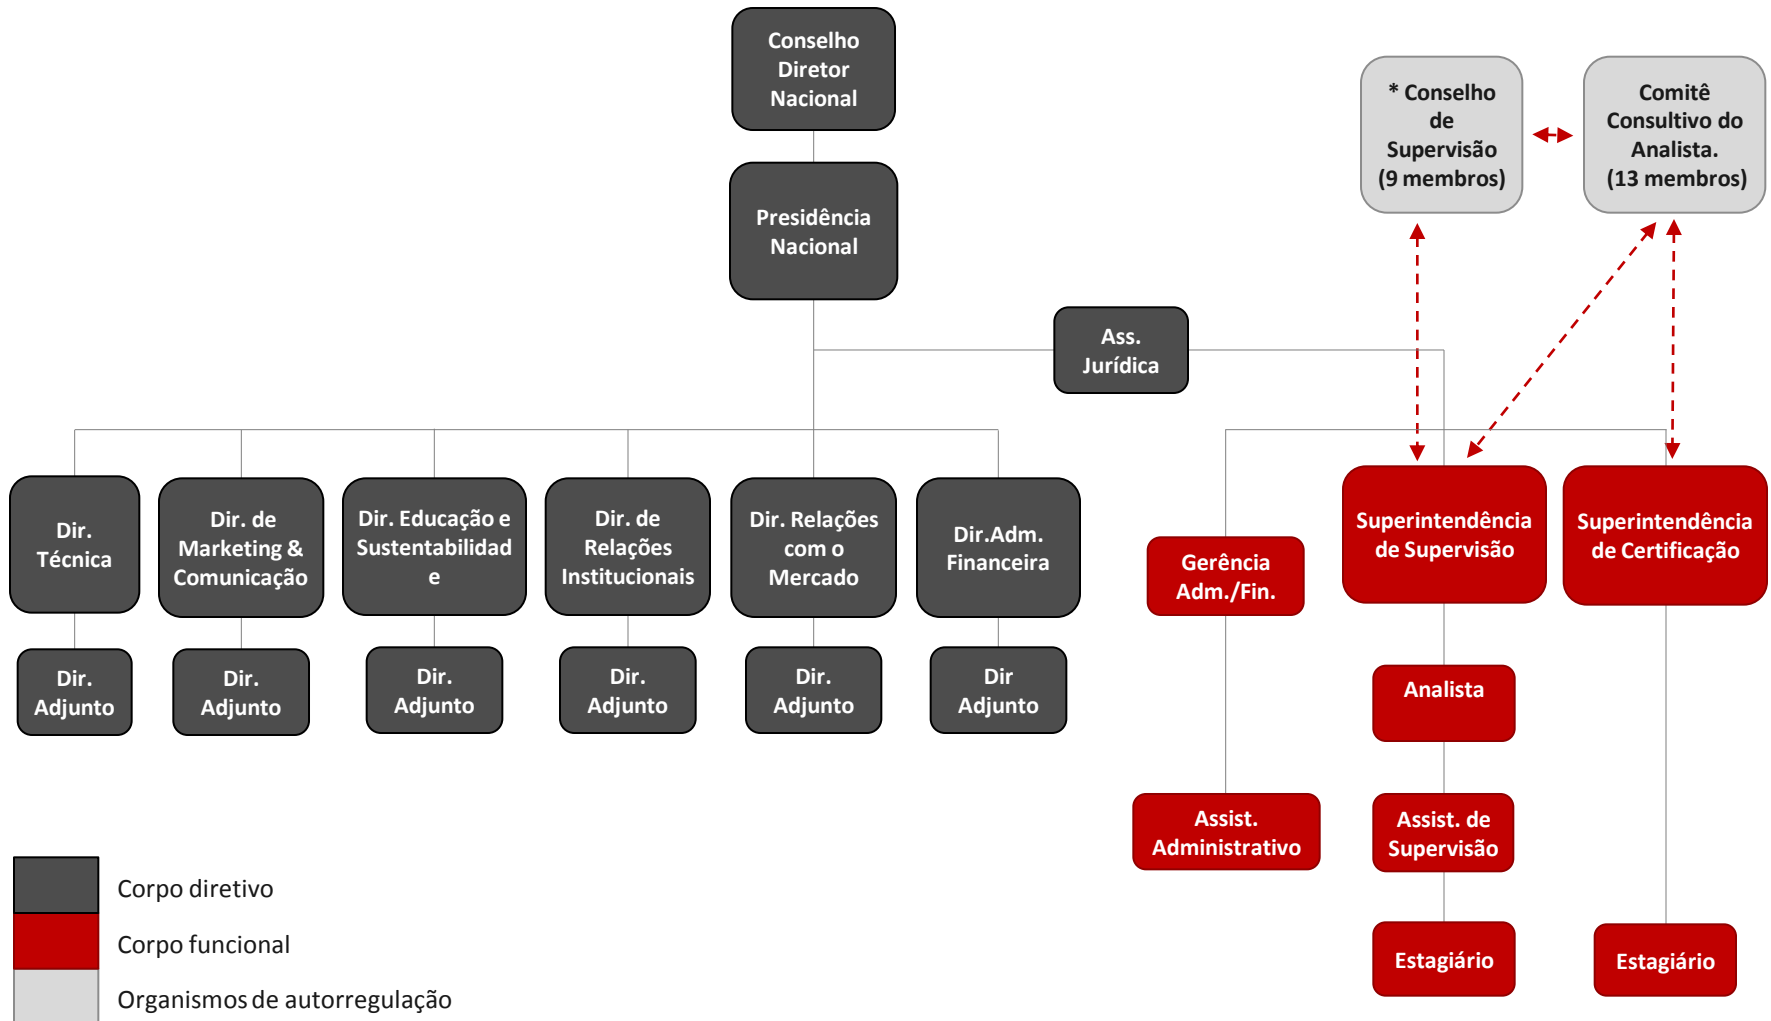 Conselho
Diretor
Nacional
* Conselho
de
Supervisão
(9 membros)
Comitê
Consultivo do
Analista.
(13 membros)
Presidência
Nacional
Ass.
Jurídica
Dir.
Técnica
Dir. de
Marketing &
Comunicação
Dir. Educação e
Sustentabilidad
e
Dir. de
Relações
Institucionais
Dir. Relações
com o
Mercado
Dir.Adm.
Financeira
Gerência
Adm./Fin.
Superintendência
de Supervisão
Superintendência
de Certificação
Dir.
Adjunto
Dir.
Adjunto
Dir.
Adjunto
Dir.
Adjunto
Dir.
Adjunto
Dir
Adjunto
Analista
Assist.
Administrativo
Assist. de
Supervisão
Estagiário
Estagiário
Corpo diretivo
Corpo funcional
Organismos de autorregulação